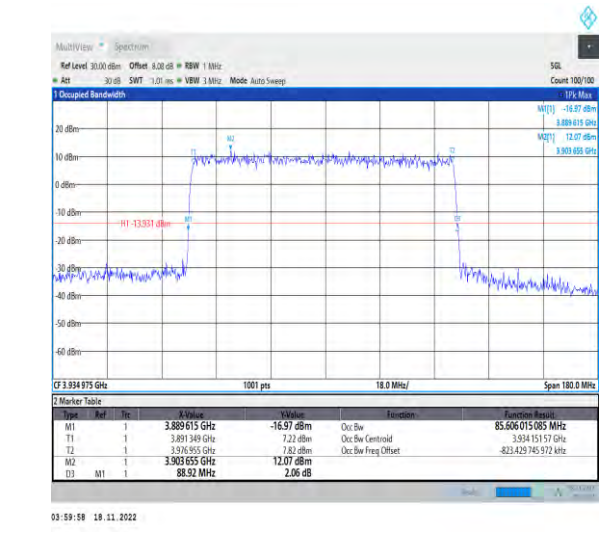 MultiView Spectrum
Ref Level 30.00 dBm Offset 8.00 dB RBW 1 MHz SGL
Att 30 dB SWT 1.01 ms VBW 3 MHz Mode Auto Sweep Count 100/100
1 Occupied Bandwidth 1Pk Max
M1[1] -16.97 dBm
3.889 615 GHz
M2[1] 12.07 dBm
3.903 655 GHz
20 dBm
M2
T1 T2
10 dBm
0 dBm
-10 dBm
H1 -13.931 dBm M1
-20 dBm
-30 dBm
-40 dBm
-50 dBm
-60 dBm
CF 3.934 975 GHz 1001 pts 18.0 MHz/ Span 180.0 MHz
2 Marker Table
Type Ref Trc X-Value Y-Value Function Function Result
M1 1 3.889 615 GHz -16.97 dBm Occ Bw 85.606 015 085 MHz
T1 1 3.891 349 GHz 7.22 dBm Occ Bw Centroid 3.934 151 57 GHz
T2 1 3.976 955 GHz 7.82 dBm Occ Bw Freq Offset -823.429 745 972 kHz
M2 1 3.903 655 GHz 12.07 dBm
D3 M1 1 88.92 MHz 2.06 dB
03:59:58 18.11.2022